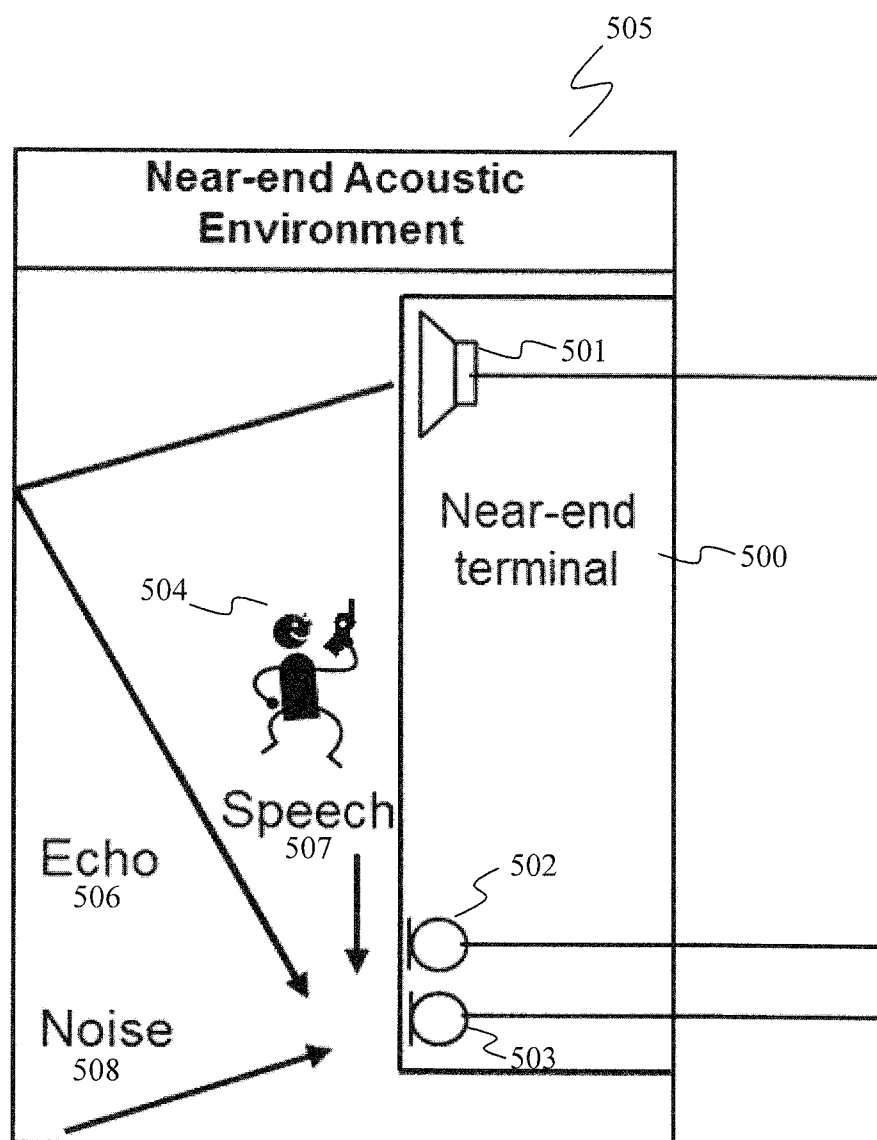 505
Near-end Acoustic
Environment
501
Near-end
terminal
500
504
Speech
507
Echo
506
502
Noise
508
503